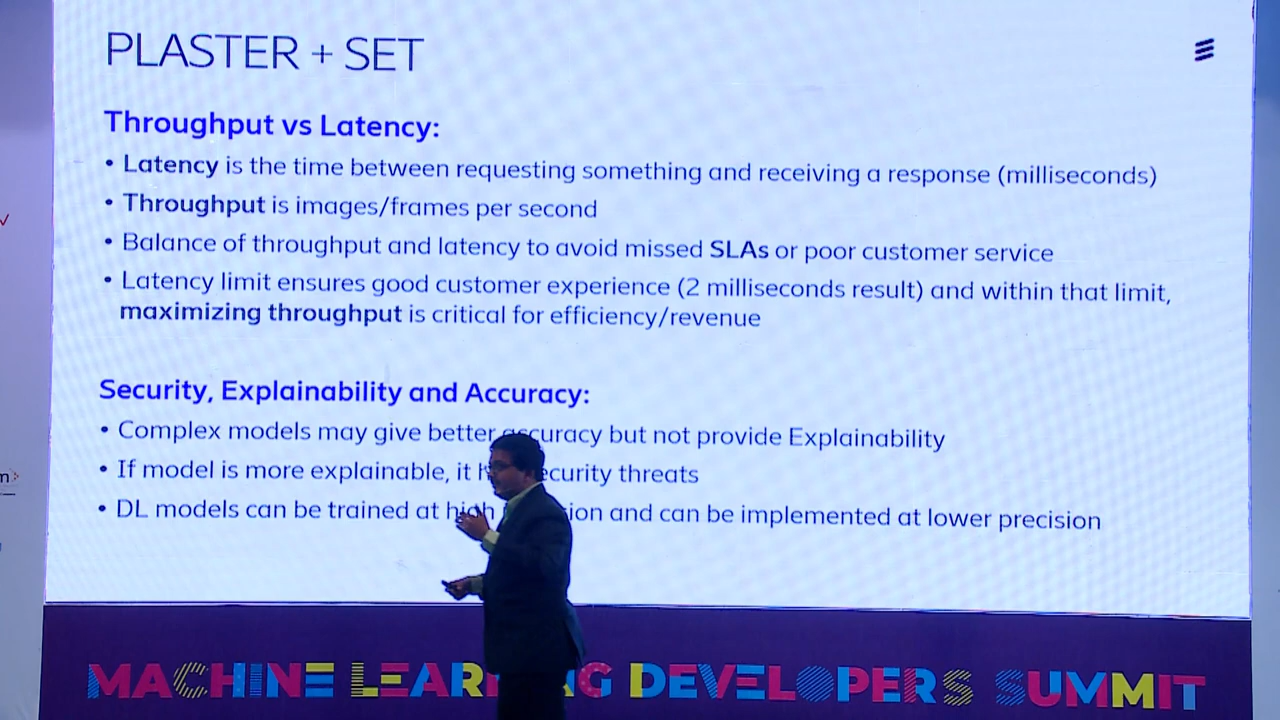 PLASTER + SET
Throughput vs Latency:
• Latency is the time between requesting something and receiving a response (milliseconds)
• Throughput is images/frames per second
• Balance of throughput and latency to avoid missed SLAs or poor customer service
• Latency limit ensures good customer experience (2 milliseconds result) and within that limit,
maximizing throughput is critical for efficiency/revenue
Security, Explainability and Accuracy:
• Complex models may give better accuracy but not provide Explainability
• If model is more explainable, it security threats
• DL models can be trained at high and can be implemented at lower precision
MACHINE LEARNING DEVELOPERS SUMMIT